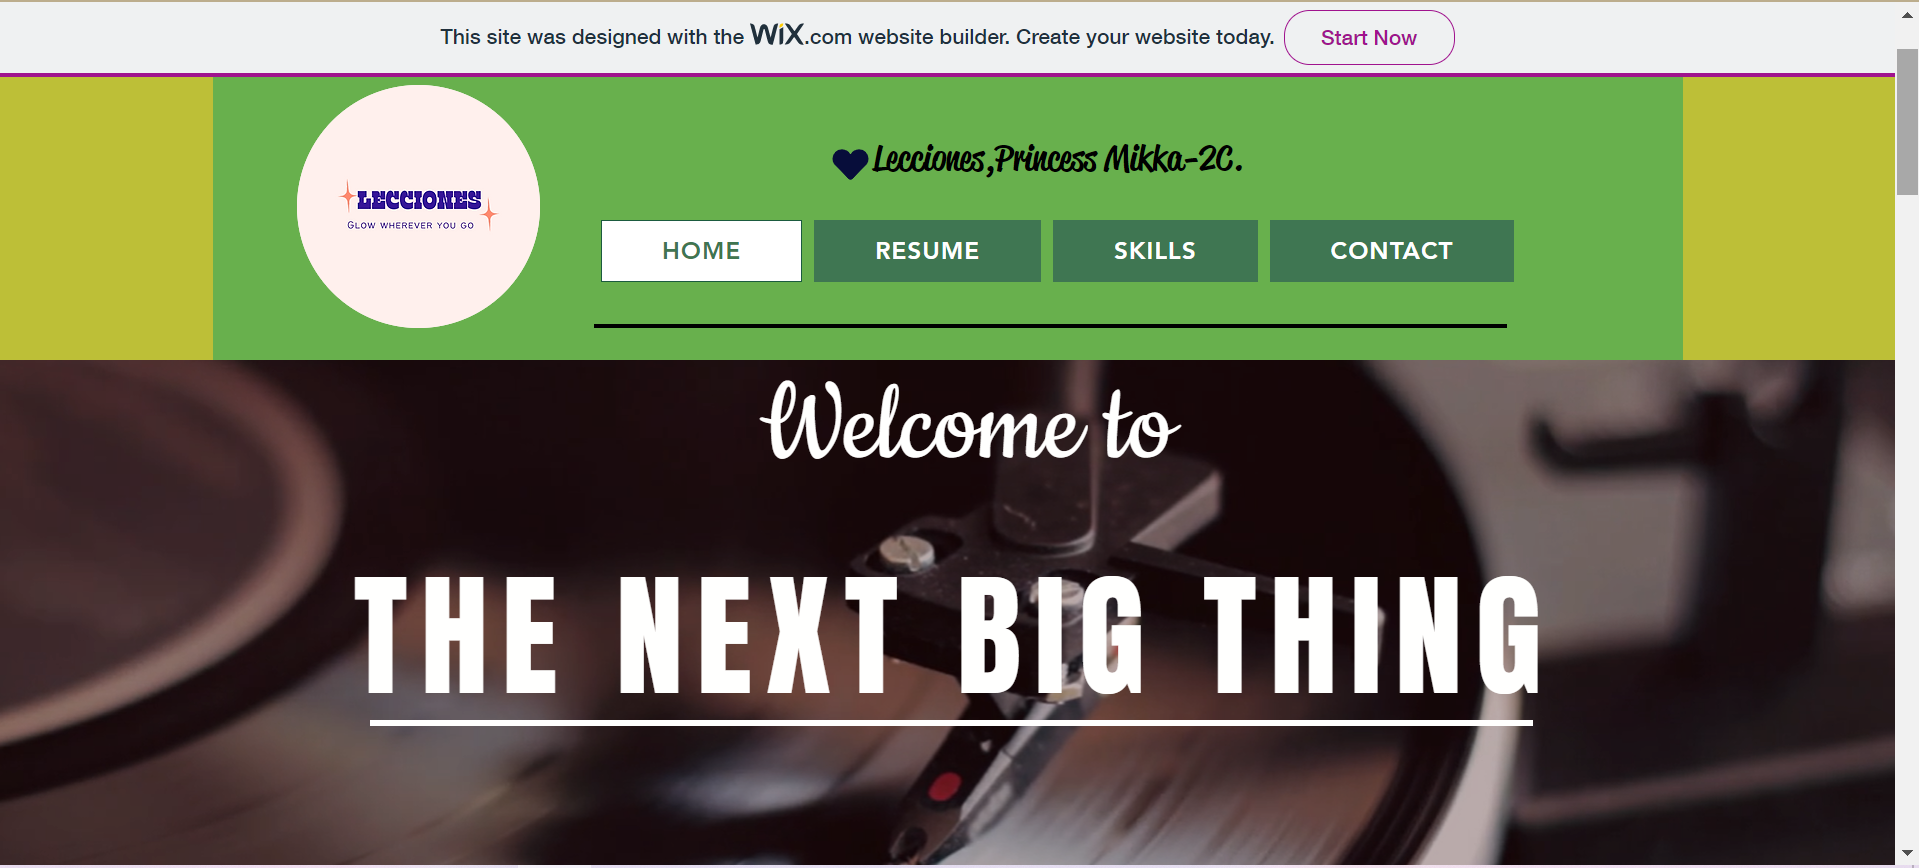 This site was designed with the WiX.com website builder. Create your website today. Start Now
Lecciones,Princess Mikka-2C.
LECCIONES
GLOW WHEREVER YOU GO
HOME RESUME SKILLS CONTACT
Welcome to
THE NEXT BIG THING